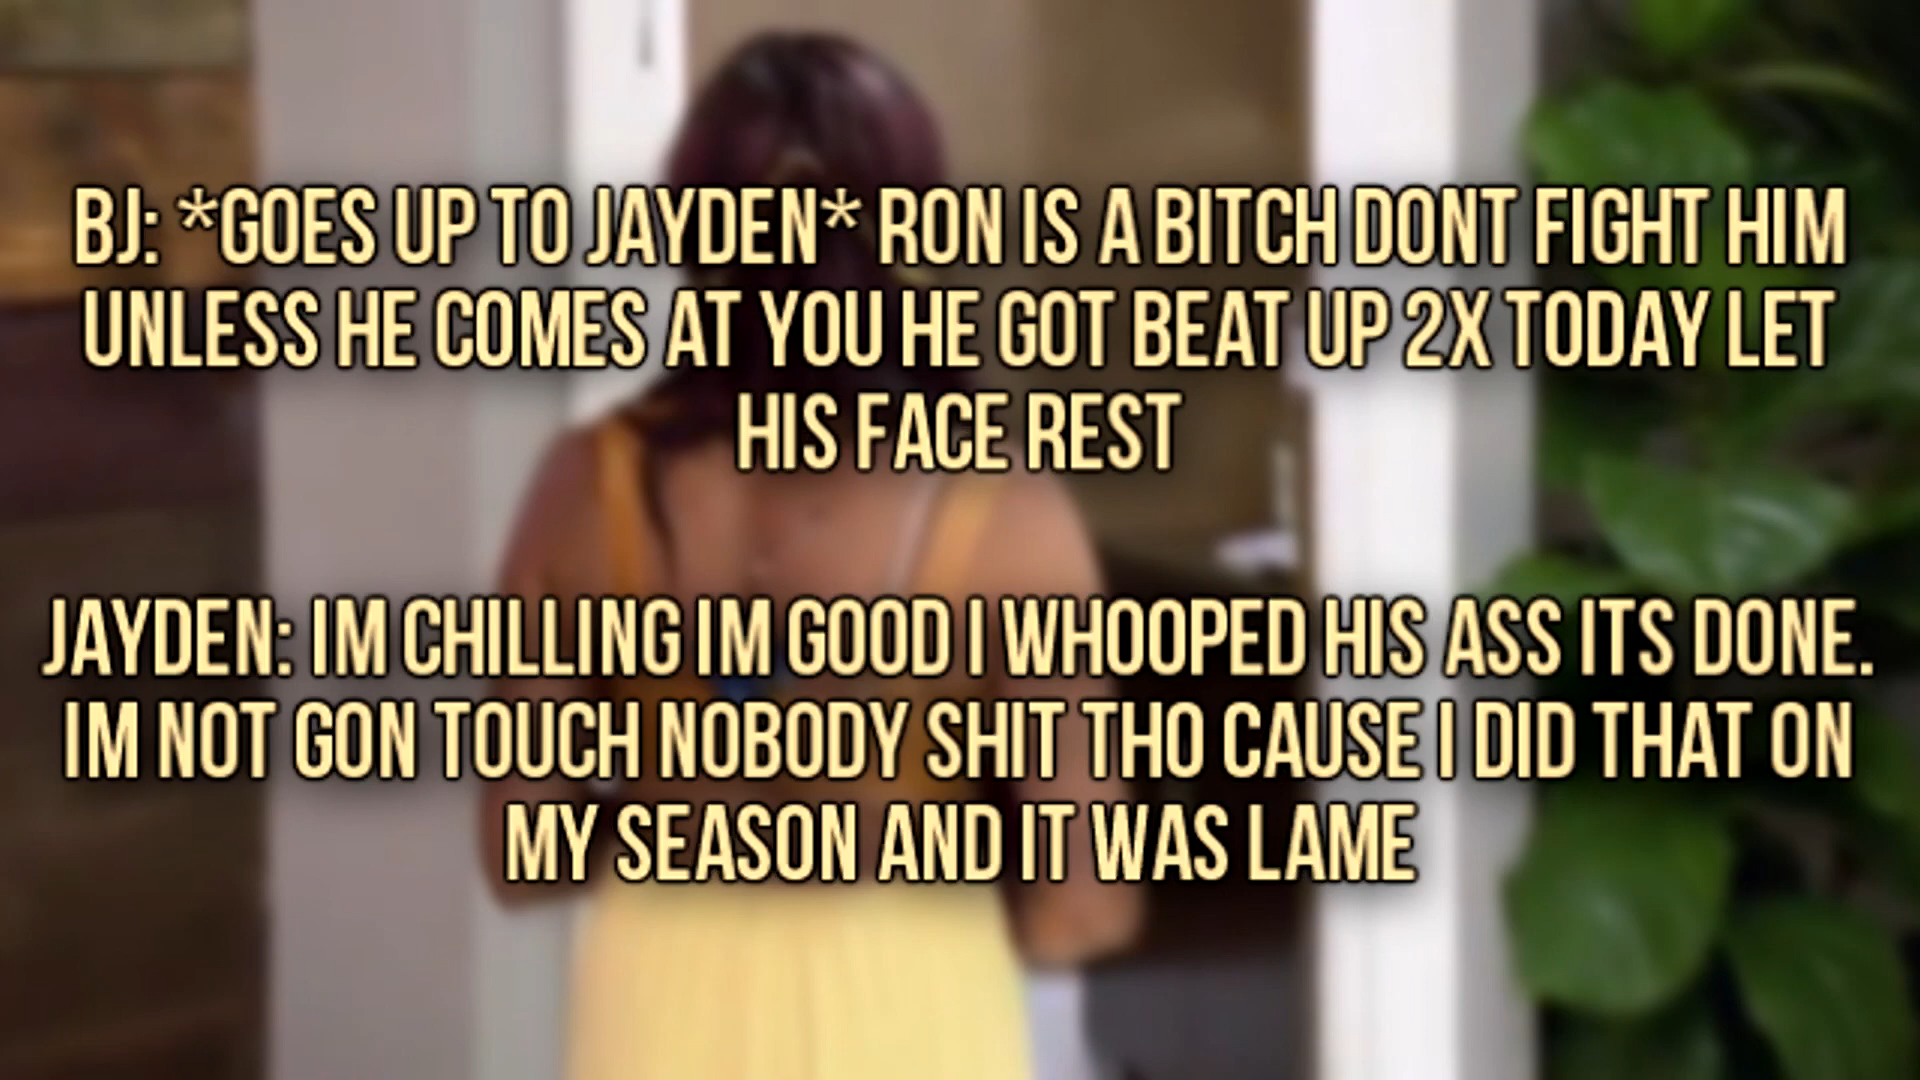 BJ: *GOES UP TO JAYDEN* RON IS A BITCH DONT FIGHT HIM
UNLESS HE COMES AT YOU HE GOT BEAT UP 2X TODAY LET
HIS FACE REST
JAYDEN: IM CHILLING IM GOOD I WHOOPED HIS ASS ITS DONE.
IM NOT GON TOUCH NOBODY SHIT THO CAUSE I DID THAT ON
MY SEASON AND IT WAS LAME